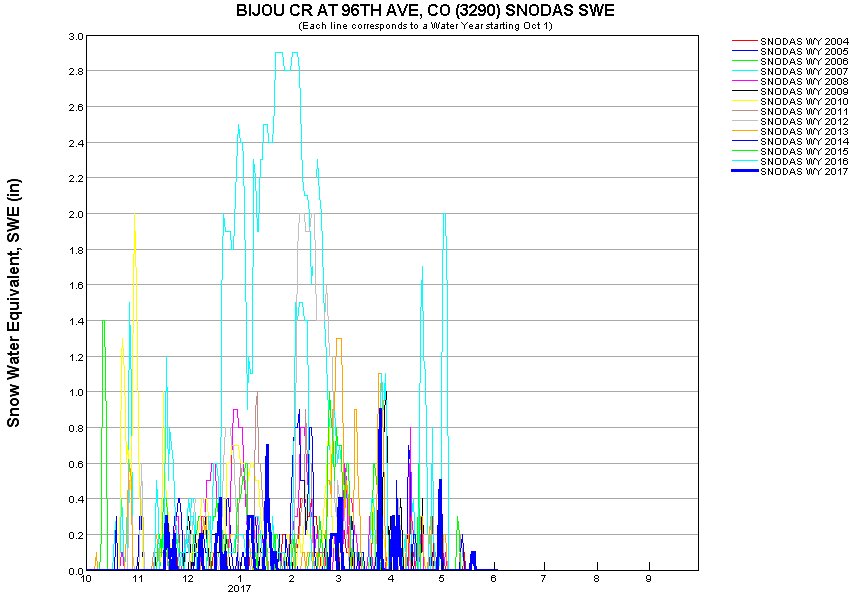 BIJOU CR AT 96TH AVE, CO (3290) SNODAS SWE
(Each line corresponds to a Water Year starting Oct 1)
Snow Water Equivalent, SWE (in)
3.0
2.8
2.6
2.4
2.2
2.0
1.8
1.6
1.4
1.2
1.0
0.8
0.6
0.4
0.2
0.0
10 11 12 1 2 3 4 5 6 7 8 9
2017
SNODAS WY 2004
SNODAS WY 2005
SNODAS WY 2006
SNODAS WY 2007
SNODAS WY 2008
SNODAS WY 2009
SNODAS WY 2010
SNODAS WY 2011
SNODAS WY 2012
SNODAS WY 2013
SNODAS WY 2014
SNODAS WY 2015
SNODAS WY 2016
SNODAS WY 2017